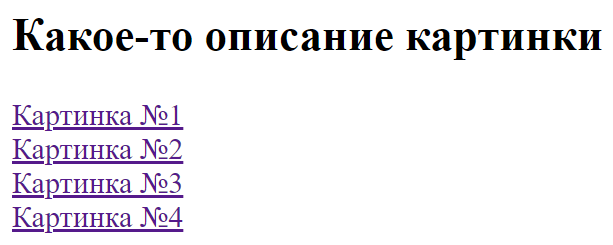 Какое-то описание картинки
Картинка №1
Картинка №2
Картинка №3
Картинка №4